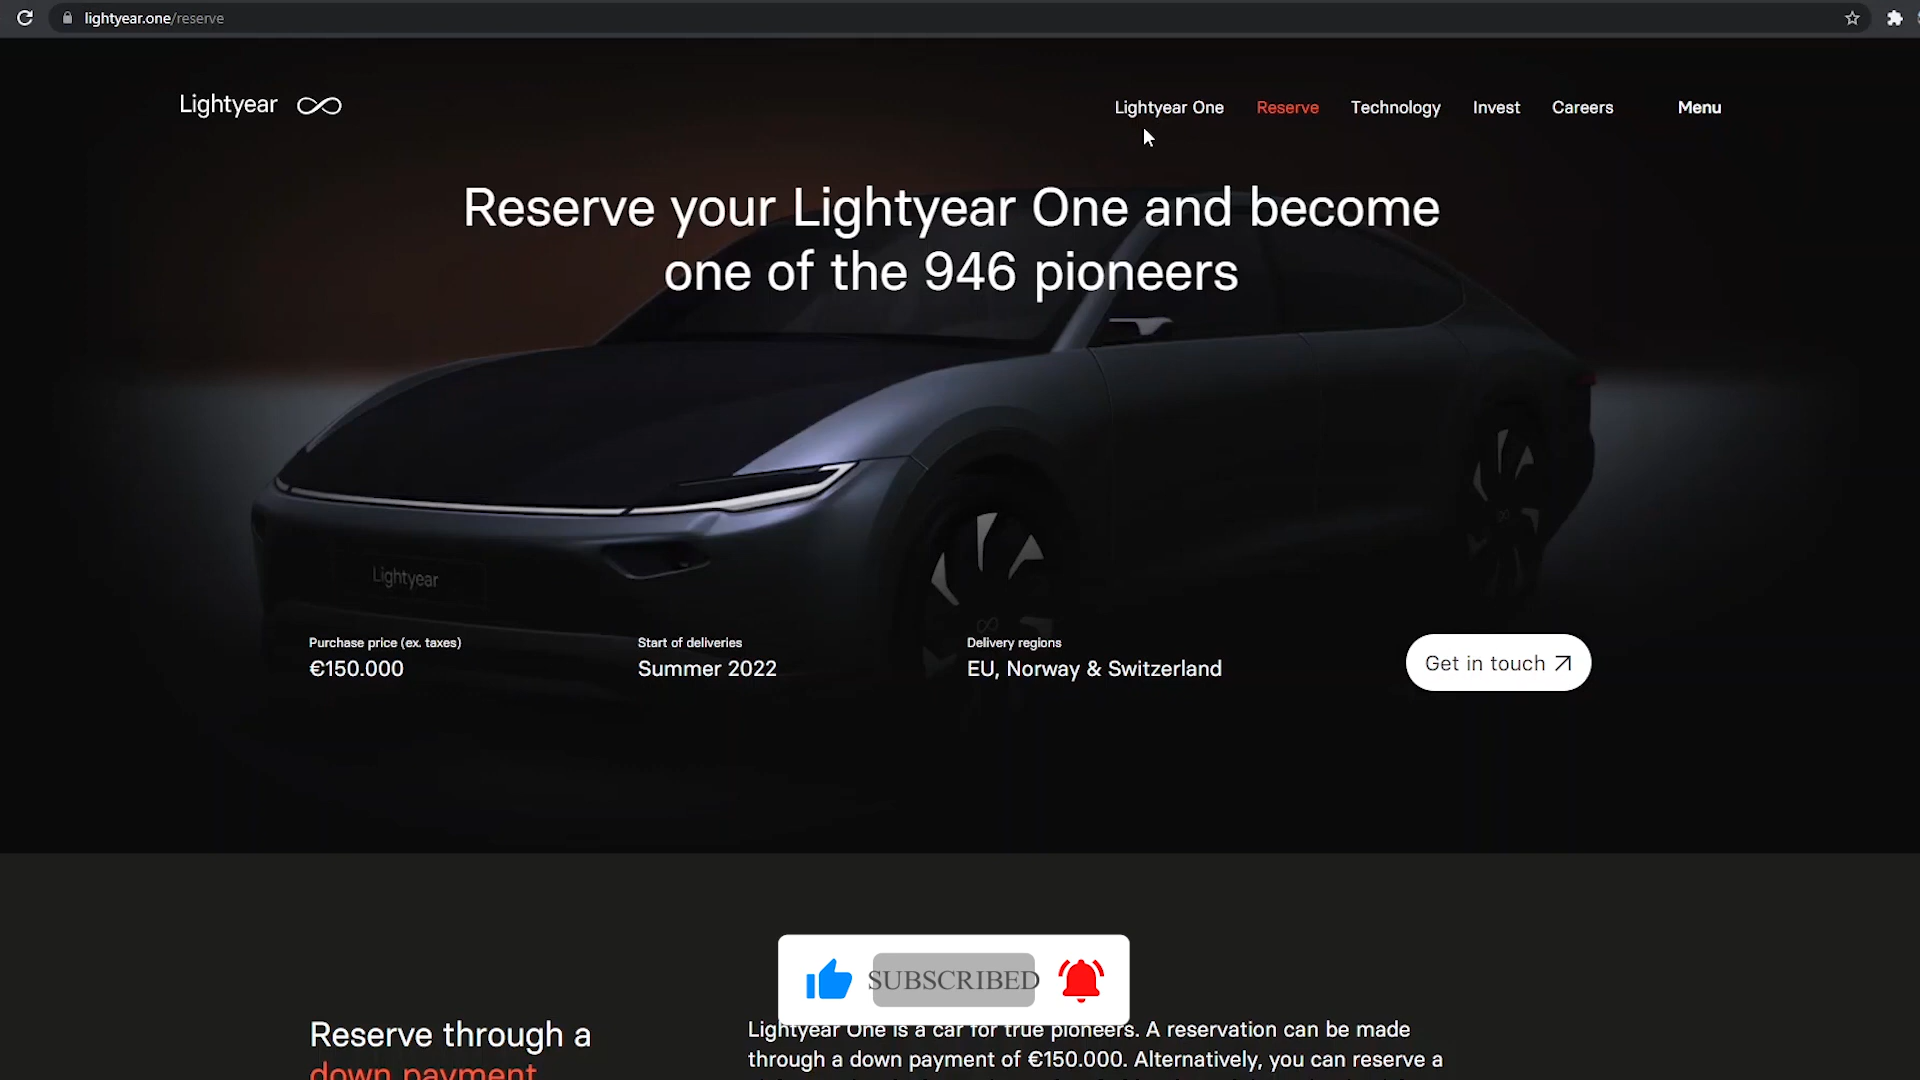 lightyear.one/reserve
Lightyear
Lightyear One Reserve Technology Invest Careers Menu
Reserve your Lightyear One and become
one of the 946 pioneers
Lightyear
Purchase price (ex. taxes)
€150.000
Start of deliveries
Summer 2022
Delivery regions
EU, Norway & Switzerland
Get in touch
SUBSCRIBED
Reserve through a
down payment
Lightyear One is a car for true pioneers. A reservation can be made
through a down payment of €150.000. Alternatively, you can reserve a